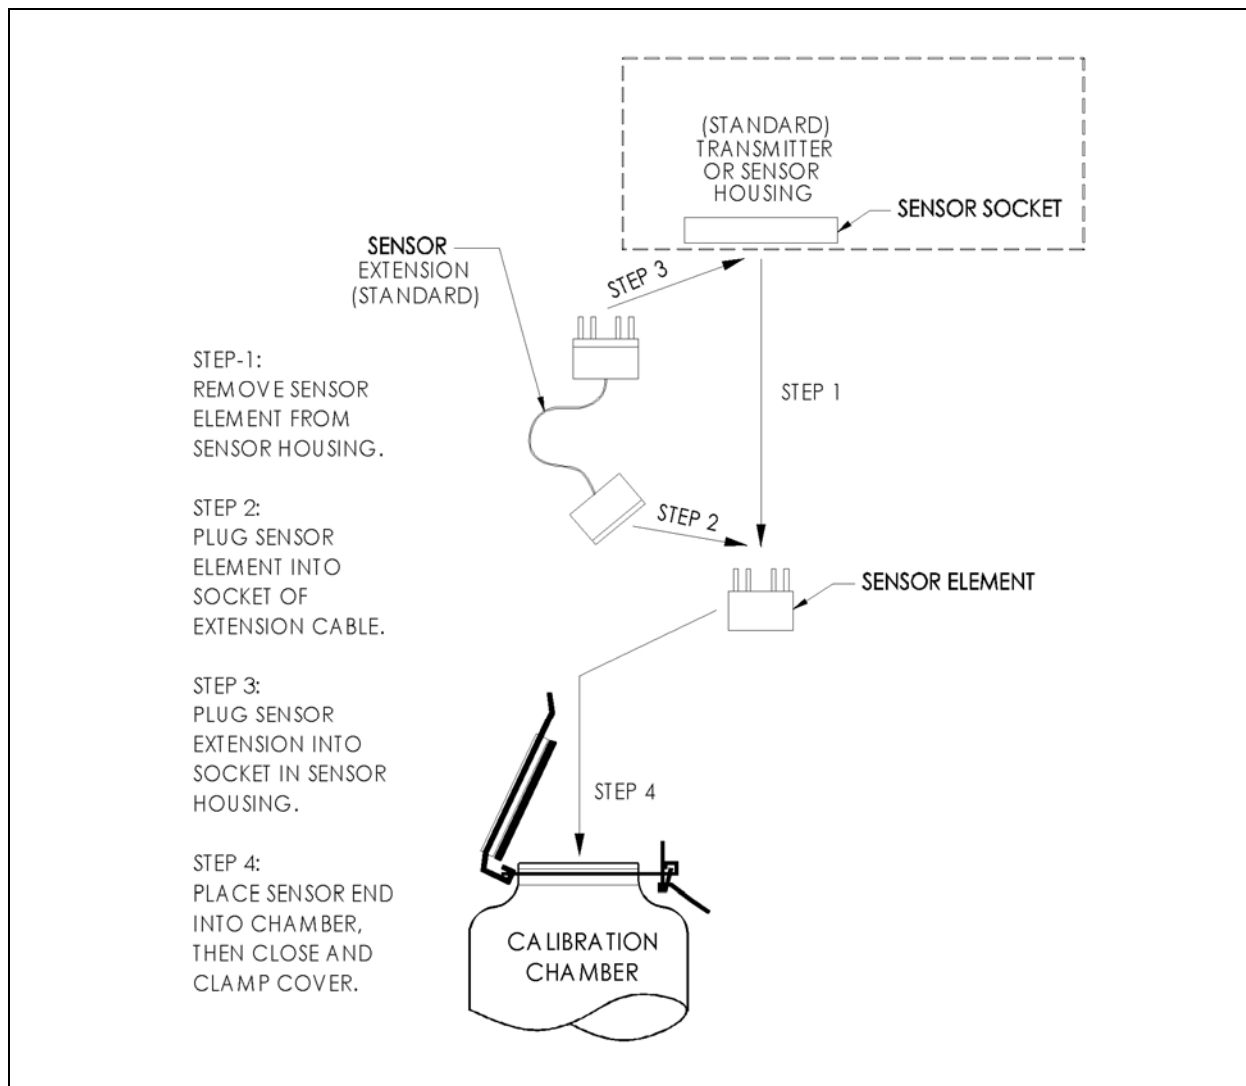 (STANDARD)
TRANSMITTER
OR SENSOR
HOUSING
SENSOR SOCKET
SENSOR
EXTENSION
(STANDARD)
STEP 3
STEP 1
STEP 2
SENSOR ELEMENT
STEP 4
CALIBRATION
CHAMBER
STEP-1:
REMOVE SENSOR
ELEMENT FROM
SENSOR HOUSING.
STEP 2:
PLUG SENSOR
ELEMENT INTO
SOCKET OF
EXTENSION CABLE.
STEP 3:
PLUG SENSOR
EXTENSION INTO
SOCKET IN SENSOR
HOUSING.
STEP 4:
PLACE SENSOR END
INTO CHAMBER,
THEN CLOSE AND
CLAMP COVER.